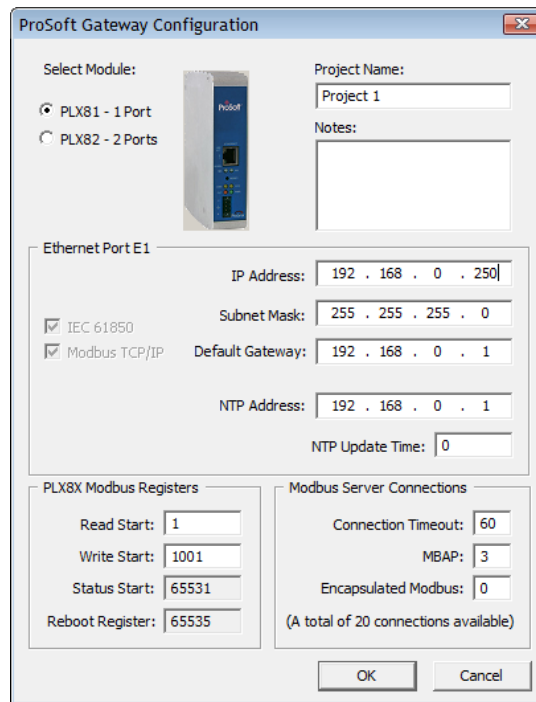 ProSoft Gateway Configuration
Select Module:
PLX81 - 1 Port
PLX82 - 2 Ports
ProSoft
Project Name:
Project 1
Notes:
Ethernet Port E1
IP Address: 192 . 168 . 0 . 250
Subnet Mask: 255 . 255 . 255 . 0
IEC 61850
Modbus TCP/IP
Default Gateway: 192 . 168 . 0 . 1
NTP Address: 192 . 168 . 0 . 1
NTP Update Time: 0
PLX8X Modbus Registers
Read Start: 1
Write Start: 1001
Status Start: 65531
Reboot Register: 65535
Modbus Server Connections
Connection Timeout: 60
MBAP: 3
Encapsulated Modbus: 0
(A total of 20 connections available)
OK
Cancel